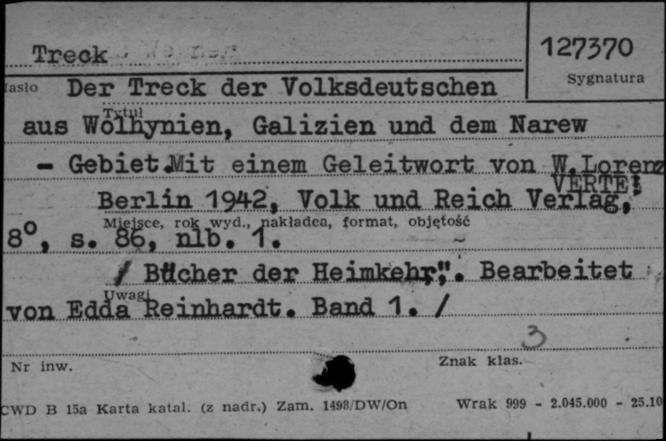 Treck
127370
Sygnatura
Hasło Der Treck der Volksdeutschen
Tytuł
aus Wolhynien, Galizien und dem Narew
- Gebiet.Mit einem Geleitwort von W.Lorenz
VERTE!
Berlin 1942, Volk und Reich Verlag,
Miejsce, rok wyd., nakładca, format, objętość
8°, s. 86, nlb. 1.
/ Bücher der Heimkehr". Bearbeitet
Uwagi
von Edda Reinhardt. Band 1. /
3
Nr inw.
Znak klas.
CWD B 15a Karta katal. (z nadr.) Zam. 1498/DW/On
Wrak 999 - 2.045.000 - 25.10